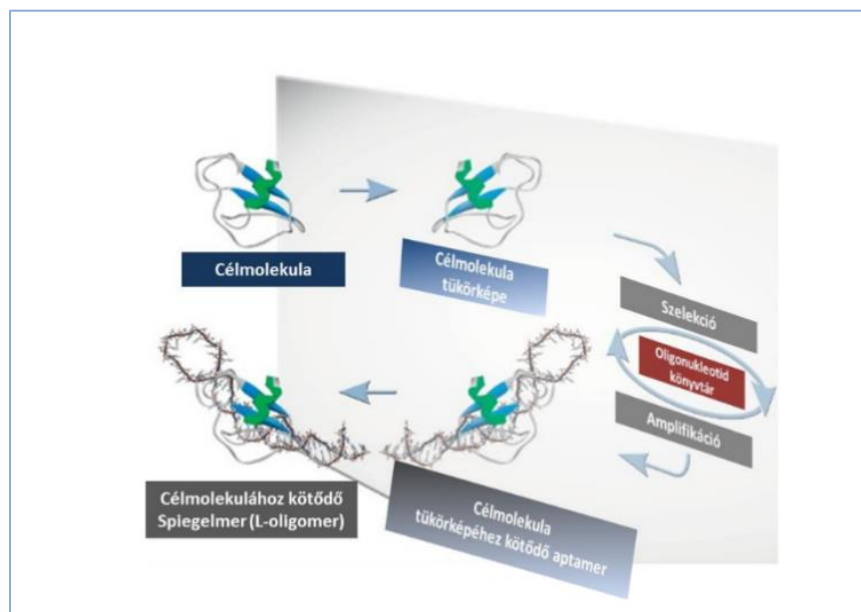 Célmolekula
Célmolekula
tükörképe
Szelekció
Oligonukleotid
könyvtár
Amplifikáció
Célmolekulához kötődő
Spiegelmer (L-oligomer)
Célmolekula
tükörképéhez kötődő aptamer